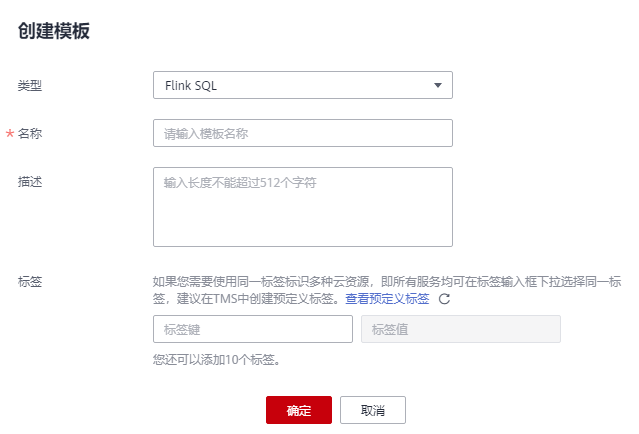 创建模板
类型
Flink SQL
* 名称
请输入模板名称
描述
输入长度不能超过512个字符
标签
如果您需要使用同一标签标识多种云资源，即所有服务均可在标签输入框下拉选择同一标
签，建议在TMS中创建预定义标签。查看预定义标签
标签键
标签值
您还可以添加10个标签。
确定
取消